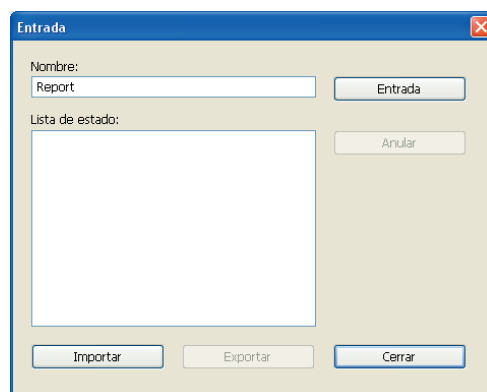 Entrada
Nombre:
Report
Entrada
Lista de estado:
Anular
Importar
Exportar
Cerrar